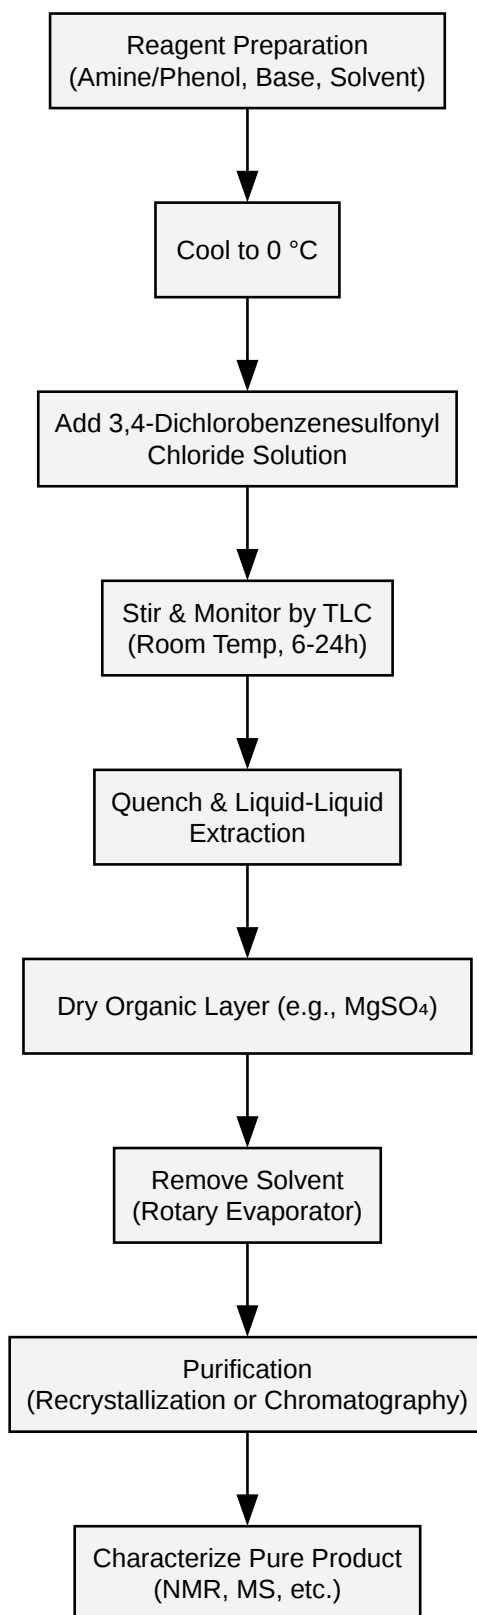 Reagent Preparation
(Amine/Phenol, Base, Solvent)
Cool to 0 °C
Add 3,4-Dichlorobenzenesulfonyl
Chloride Solution
Stir & Monitor by TLC
(Room Temp, 6-24h)
Quench & Liquid-Liquid
Extraction
Dry Organic Layer (e.g., MgSO₄)
Remove Solvent
(Rotary Evaporator)
Purification
(Recrystallization or Chromatography)
Characterize Pure Product
(NMR, MS, etc.)